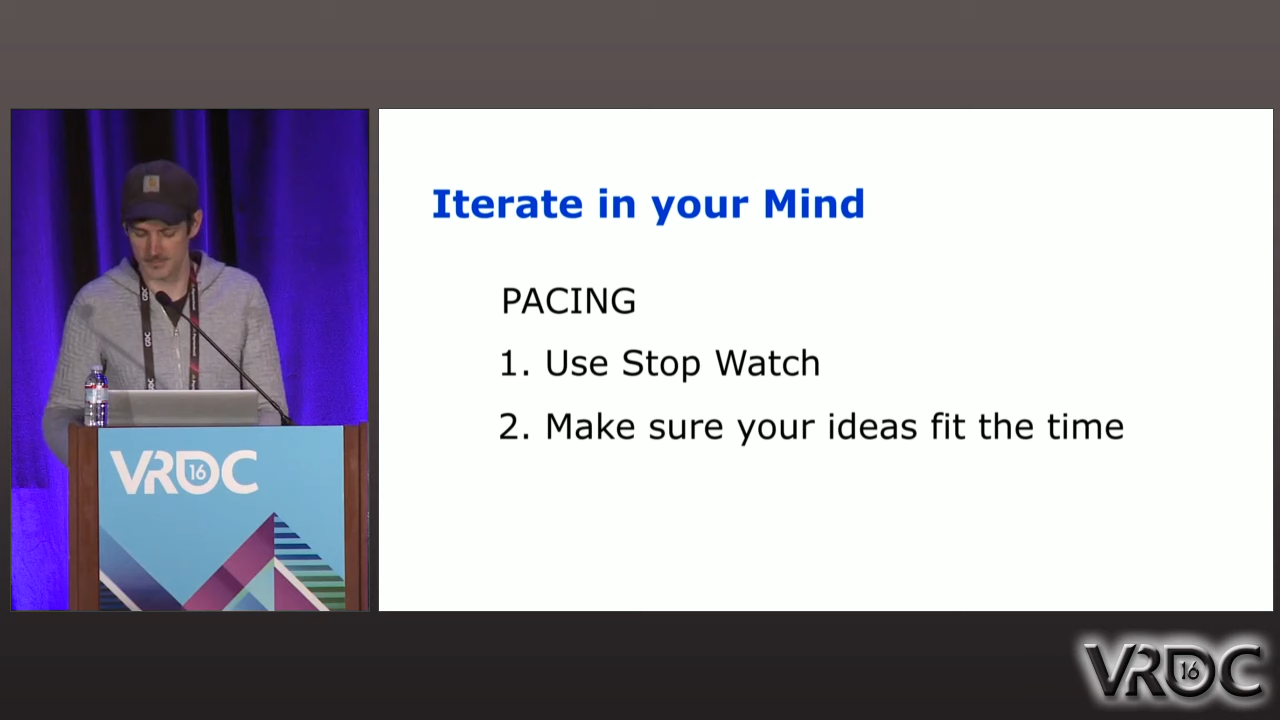 Iterate in your Mind
PACING
1. Use Stop Watch
2. Make sure your ideas fit the time
GDC
VRDC 16
VRDC 16